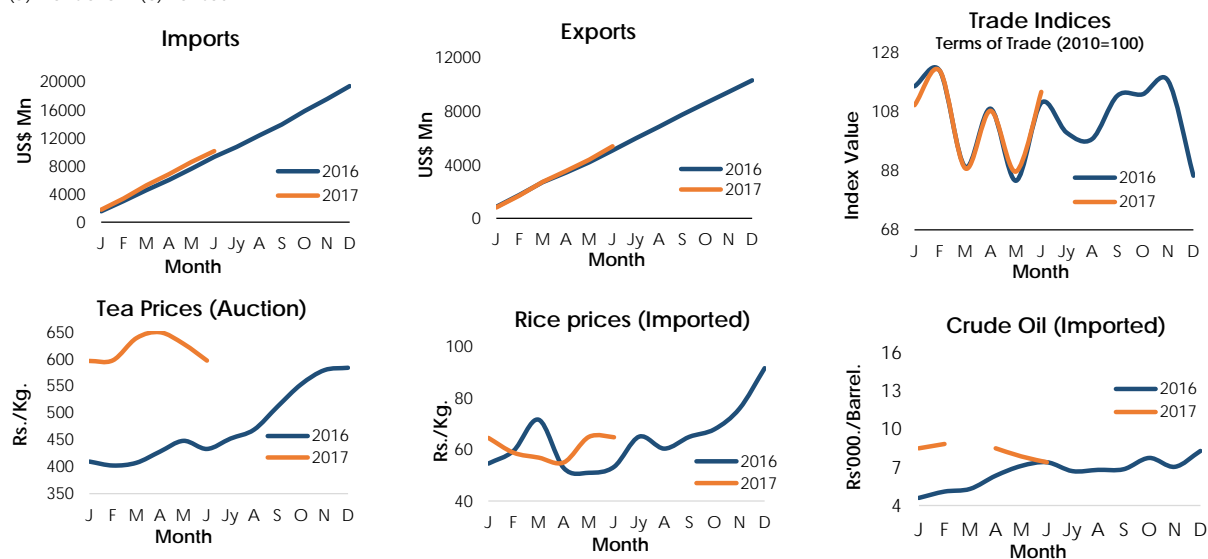 Imports
US$ Mn
20000
16000
12000
8000
4000
0
2016
2017
J F M A M J Jy A S O N D
Month
Exports
US$ Mn
12000
8000
4000
0
2016
2017
J F M A M J Jy A S O N D
Month
Trade Indices
Terms of Trade (2010=100)
Index Value
128
108
88
68
2016
2017
J F M A M J Jy A S O N D
Month
Tea Prices (Auction)
Rs./Kg.
650
600
550
500
450
400
350
2016
2017
J F M A M J Jy A S O N D
Month
Rice prices (Imported)
Rs./Kg.
100
80
60
40
2016
2017
J F M A M J Jy A S O N D
Month
Crude Oil (Imported)
Rs'000./Barrel.
16
13
10
7
4
2016
2017
J F M A M J Jy A S O N D
Month